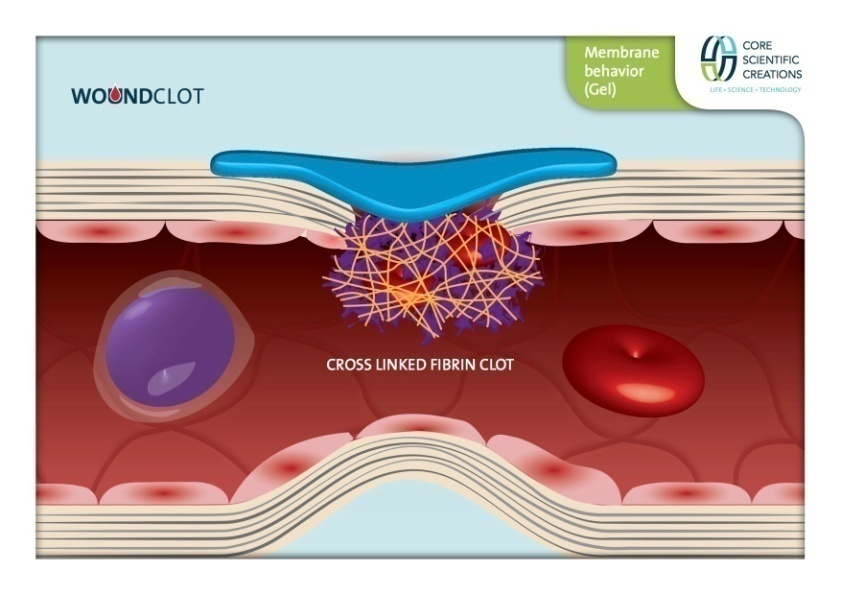 WOUNDCLOT
Membrane
behavior
(Gel)
CORE
SCIENTIFIC
CREATIONS
LIFE • SCIENCE • TECHNOLOGY
CROSS LINKED FIBRIN CLOT